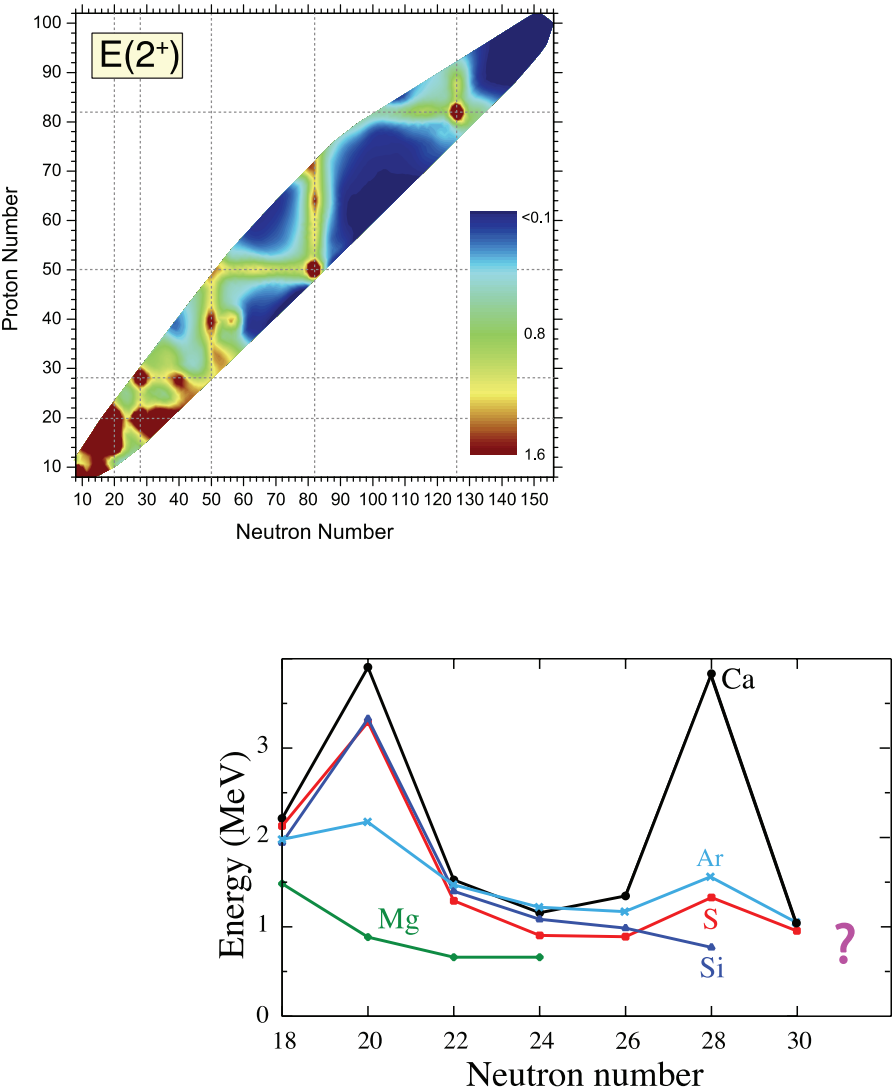 E(2⁺)
100
90
80
70
60
50
40
30
20
10
Proton Number
<0.1
0.8
1.6
10 20 30 40 50 60 70 80 90 100 110 120 130 140 150
Neutron Number
Energy (MeV)
3
2
1
0
Ca
Ar
S
Mg
Si
?
18 20 22 24 26 28 30
Neutron number